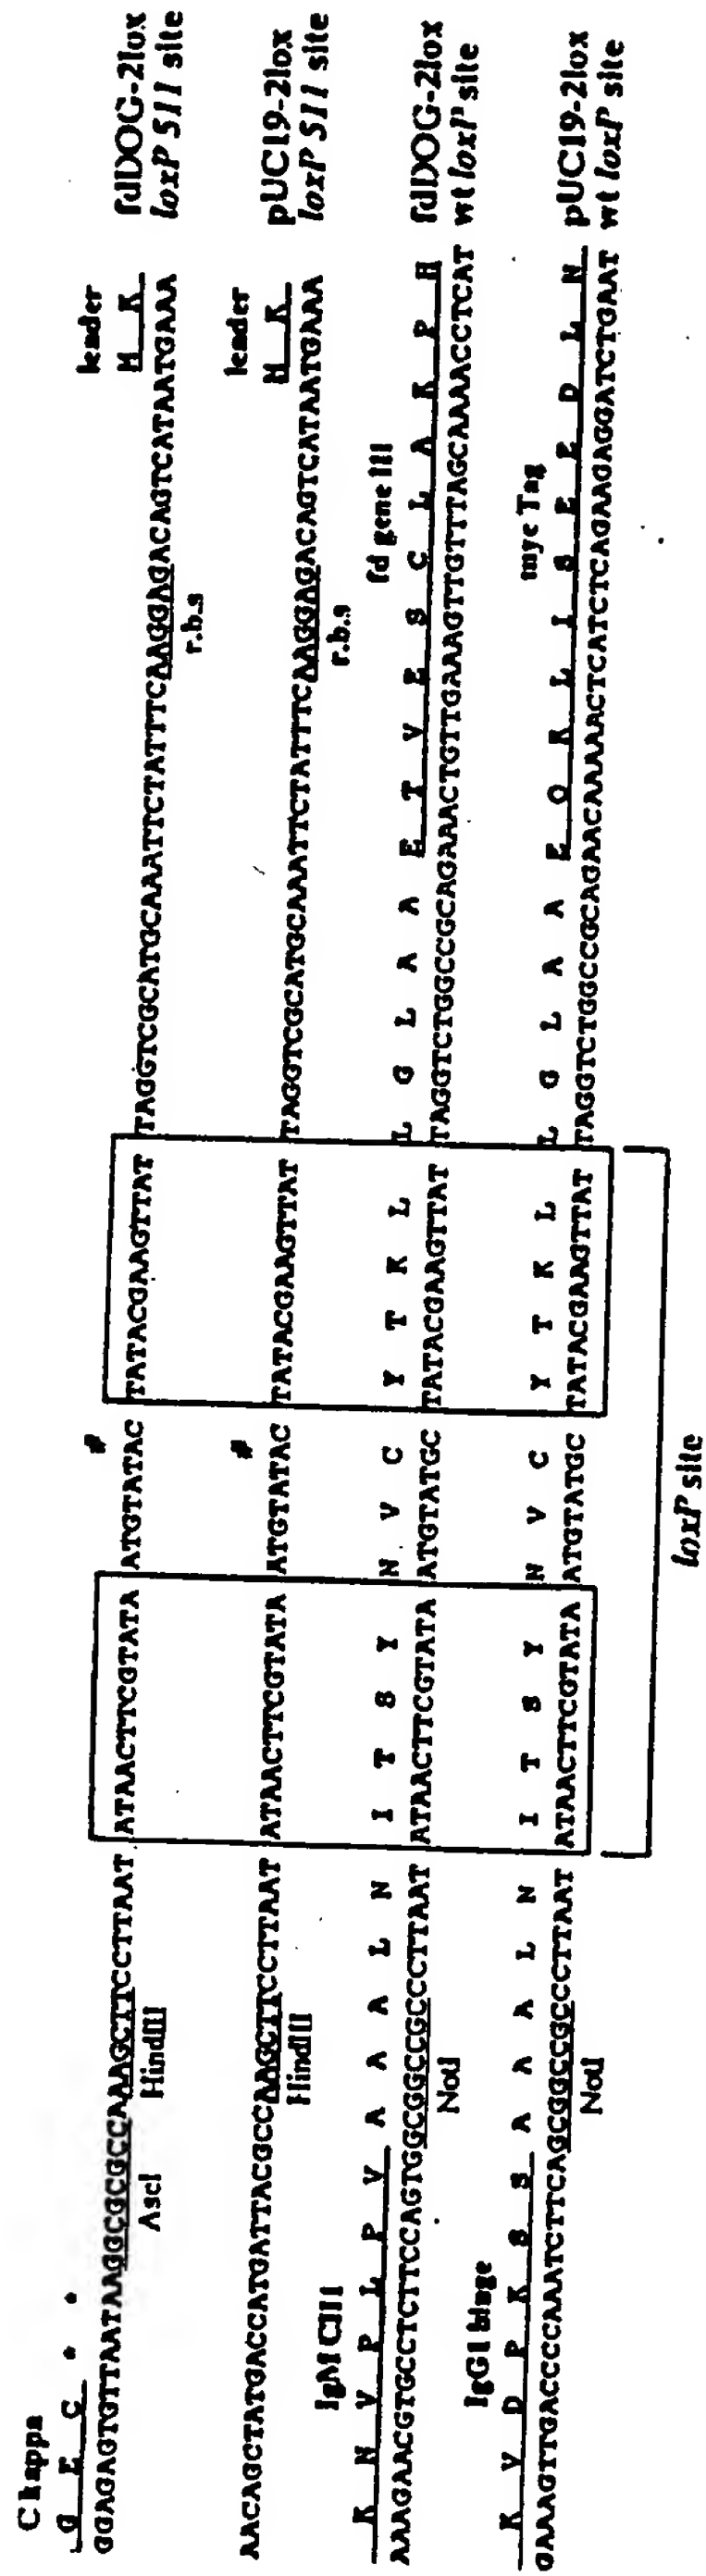 C kappa
G E C * *
leader
M K
GGAGAGTGTTAATAAGGCGCGCCAAAGCTTCCTTAAT ATAACTTCGTATA ATGTATAC TATACGAAGTTAT TAGGTCGCATGCAAATTCTATTTCAAGGAGACAGTCATAATGAAA
fdDOG-2lox
loxP 511 site
AscI HindIII # r.b.s
leader
M K
AACAGCTATGACCATGATTACGCCAAGCTTCCTTAAT ATAACTTCGTATA ATGTATAC TATACGAAGTTAT TAGGTCGCATGCAAATTCTATTTCAAGGAGACAGTCATAATGAAA
pUC19-2lox
loxP 511 site
HindIII # r.b.s
IgM CH1 fd gene III
K N V P L P V A A A L N I T S Y N V C Y T K L L G L A A E T V E S C L A K P H
AAAGAACGTGCCTCTTCCAGTGGCGGCCGCCCTTAAT ATAACTTCGTATA ATGTATGC TATACGAAGTTAT TAGGTCTGGCCGCAGAAACTGTTGAAAGTTGTTTAGCAAAACCTCAT
fdDOG-2lox
wt loxP site
NotI
IgG1 hinge myc Tag
K V D P K S S A A A L N I T S Y N V C Y T K L L G L A A E Q K L I S E E D L N
GAAAGTTGACCCCAAATCTTCAGCGGCCGCCCTTAAT ATAACTTCGTATA ATGTATGC TATACGAAGTTAT TAGGTCTGGCCGCAGAACAAAAACTCATCTCAGAAGAGGATCTGAAT
pUC19-2lox
wt loxP site
NotI
loxP site